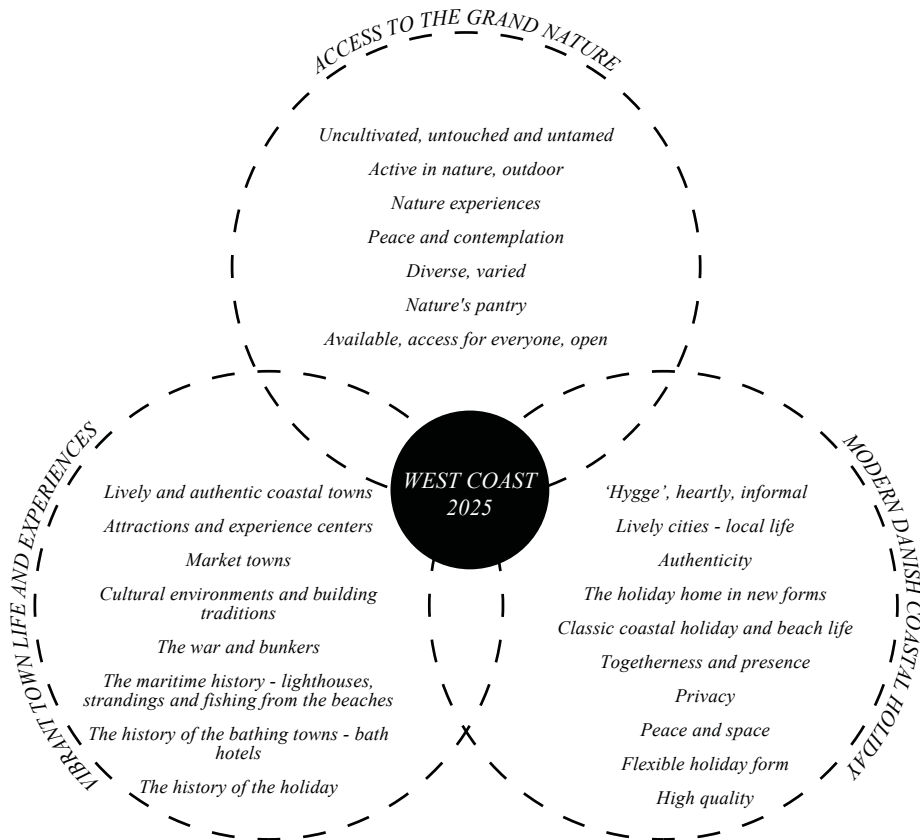 ACCESS TO THE GRAND NATURE
Uncultivated, untouched and untamed
Active in nature, outdoor
Nature experiences
Peace and contemplation
Diverse, varied
Nature's pantry
Available, access for everyone, open
WEST COAST
2025
VIBRANT TOWN LIFE AND EXPERIENCES
Lively and authentic coastal towns
Attractions and experience centers
Market towns
Cultural environments and building
traditions
The war and bunkers
The maritime history - lighthouses,
strandings and fishing from the beaches
The history of the bathing towns - bath
hotels
The history of the holiday
MODERN DANISH COASTAL HOLIDAY
‘Hygge’, heartly, informal
Lively cities - local life
Authenticity
The holiday home in new forms
Classic coastal holiday and beach life
Togetherness and presence
Privacy
Peace and space
Flexible holiday form
High quality